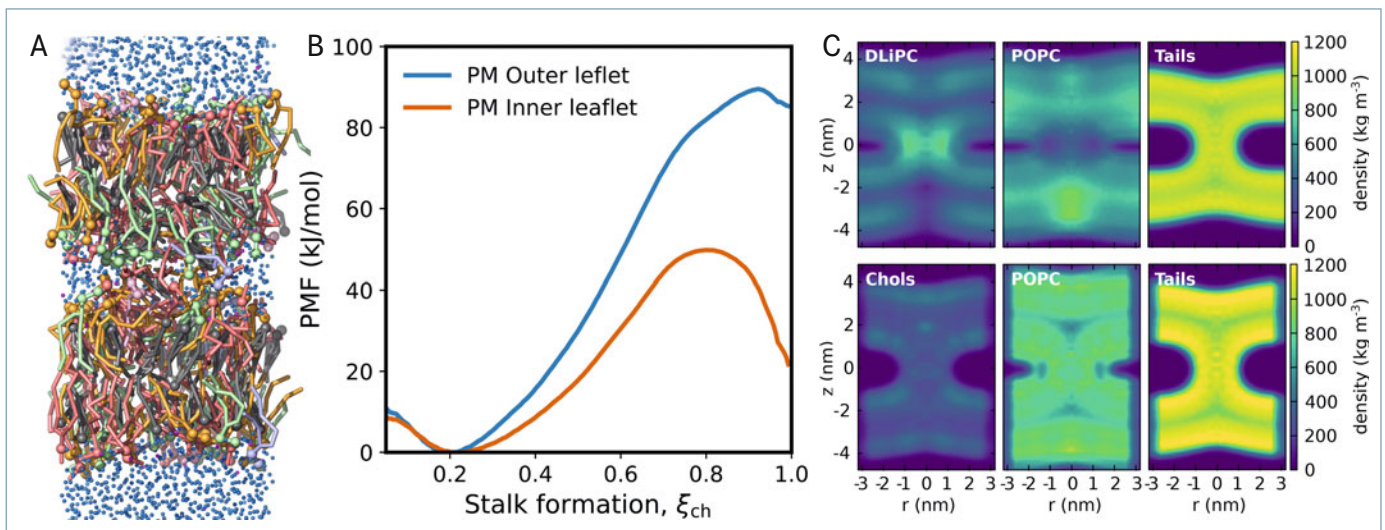 A
B
C
100
80
60
40
20
0
PMF (kJ/mol)
PM Outer leflet
PM Inner leaflet
0.2 0.4 0.6 0.8 1.0
Stalk formation, ξch
DLiPC POPC Tails
4
2
0
-2
-4
z (nm)
1200
1000
800
600
400
200
0
density (kg m⁻³)
Chols POPC Tails
4
2
0
-2
-4
z (nm)
-3 -2 -1 0 1 2 3 -3 -2 -1 0 1 2 3 -3 -2 -1 0 1 2 3
r (nm) r (nm) r (nm)
1200
1000
800
600
400
200
0
density (kg m⁻³)